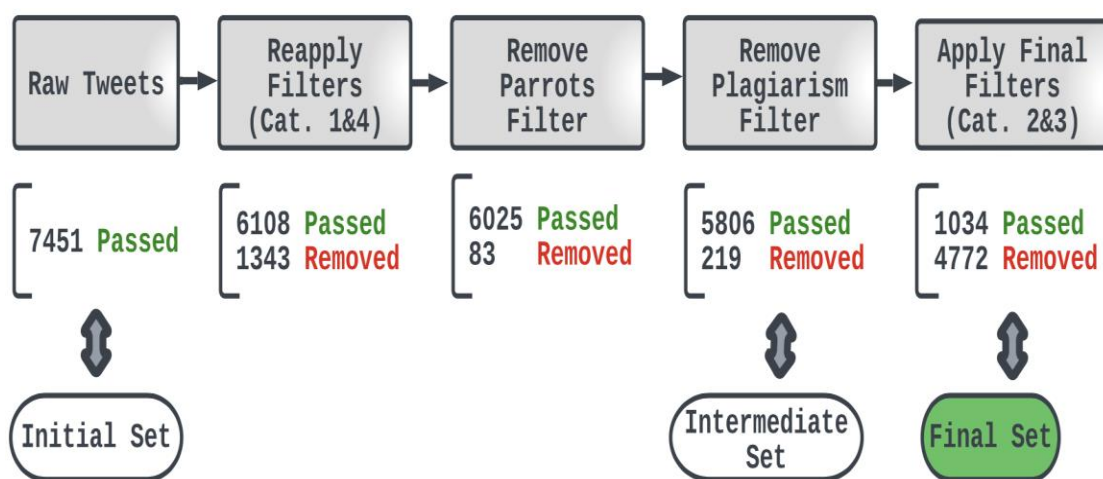 Raw Tweets
Reapply
Filters
(Cat. 1&4)
Remove
Parrots
Filter
Remove
Plagiarism
Filter
Apply Final
Filters
(Cat. 2&3)
7451 Passed
6108 Passed
1343 Removed
6025 Passed
83 Removed
5806 Passed
219 Removed
1034 Passed
4772 Removed
Initial Set
Intermediate
Set
Final Set